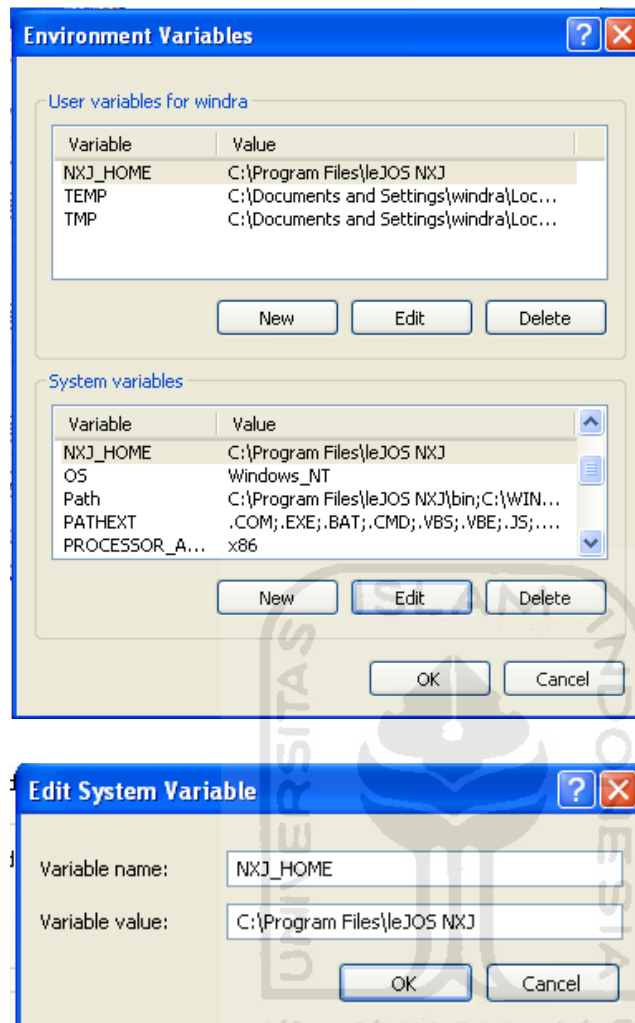 Environment Variables
User variables for windra
Variable Value
NXJ_HOME C:\Program Files\leJOS NXJ
TEMP C:\Documents and Settings\windra\Loc...
TMP C:\Documents and Settings\windra\Loc...
New Edit Delete
System variables
Variable Value
NXJ_HOME C:\Program Files\leJOS NXJ
OS Windows_NT
Path C:\Program Files\leJOS NXJ\bin;C:\WIN...
PATHEXT .COM;.EXE;.BAT;.CMD;.VBS;.VBE;.JS;....
PROCESSOR_A... x86
New Edit Delete
OK Cancel
Edit System Variable
Variable name: NXJ_HOME
Variable value: C:\Program Files\leJOS NXJ
OK Cancel
UNIVERSITAS
ISLAM
INDONESIA